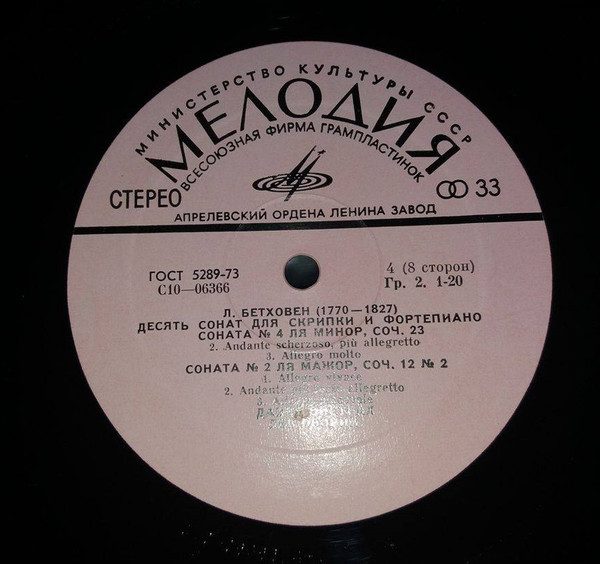 МИНИСТЕРСТВО КУЛЬТУРЫ СССР
МЕЛОДИЯ
ВСЕСОЮЗНАЯ ФИРМА ГРАМПЛАСТИНОК
СТЕРЕО
33
АПРЕЛЕВСКИЙ ОРДЕНА ЛЕНИНА ЗАВОД
ГОСТ 5289-73
4 (8 сторон)
С10—06366
Гр. 2. 1-20
Л. БЕТХОВЕН (1770—1827)
ДЕСЯТЬ СОНАТ ДЛЯ СКРИПКИ И ФОРТЕПИАНО
СОНАТА № 4 ЛЯ МИНОР, СОЧ. 23
2. Andante scherzoso, più allegretto
3. Allegro molto
СОНАТА № 2 ЛЯ МАЖОР, СОЧ. 12 № 2
1. Allegro vivace
2. Andante più allegretto
3.